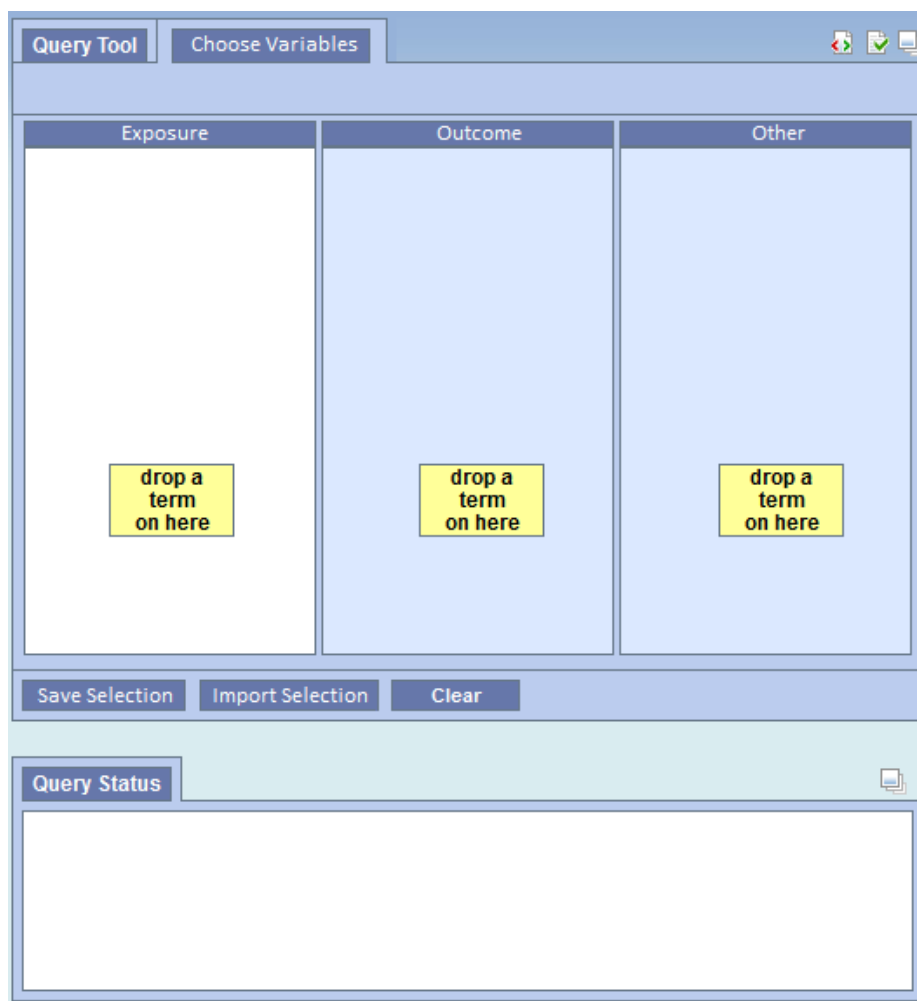 Query Tool Choose Variables
Exposure Outcome Other
drop a
term
on here
drop a
term
on here
drop a
term
on here
Save Selection Import Selection Clear
Query Status